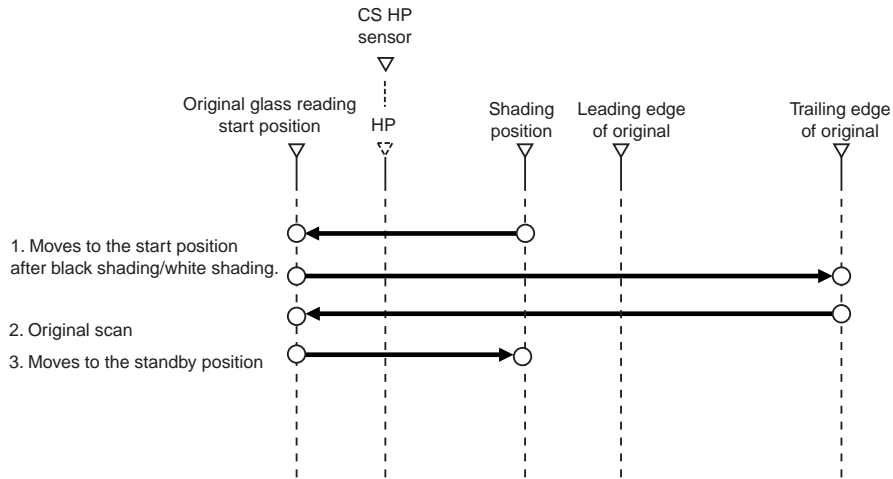 CS HP
sensor
Original glass reading
start position
HP
Shading
position
Leading edge
of original
Trailing edge
of original
1. Moves to the start position
after black shading/white shading.
2. Original scan
3. Moves to the standby position